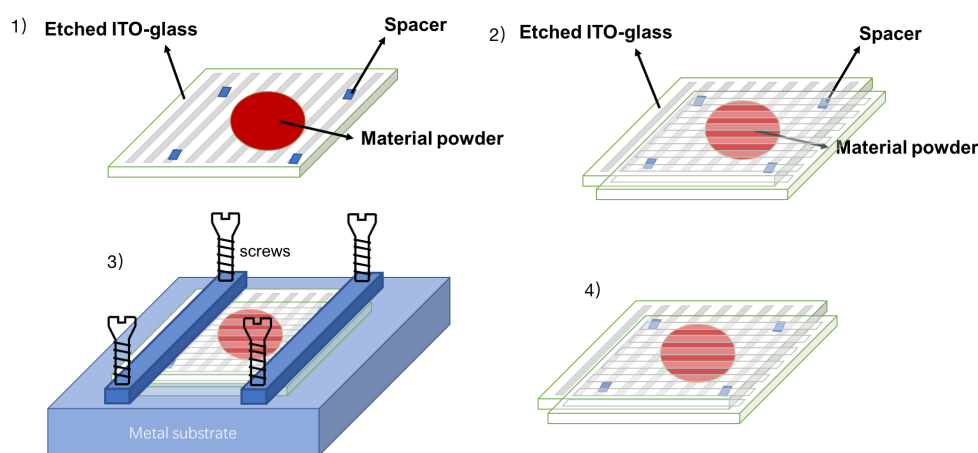 1)
Etched ITO-glass
Spacer
Material powder
2)
Etched ITO-glass
Spacer
Material powder
3)
screws
Metal substrate
4)